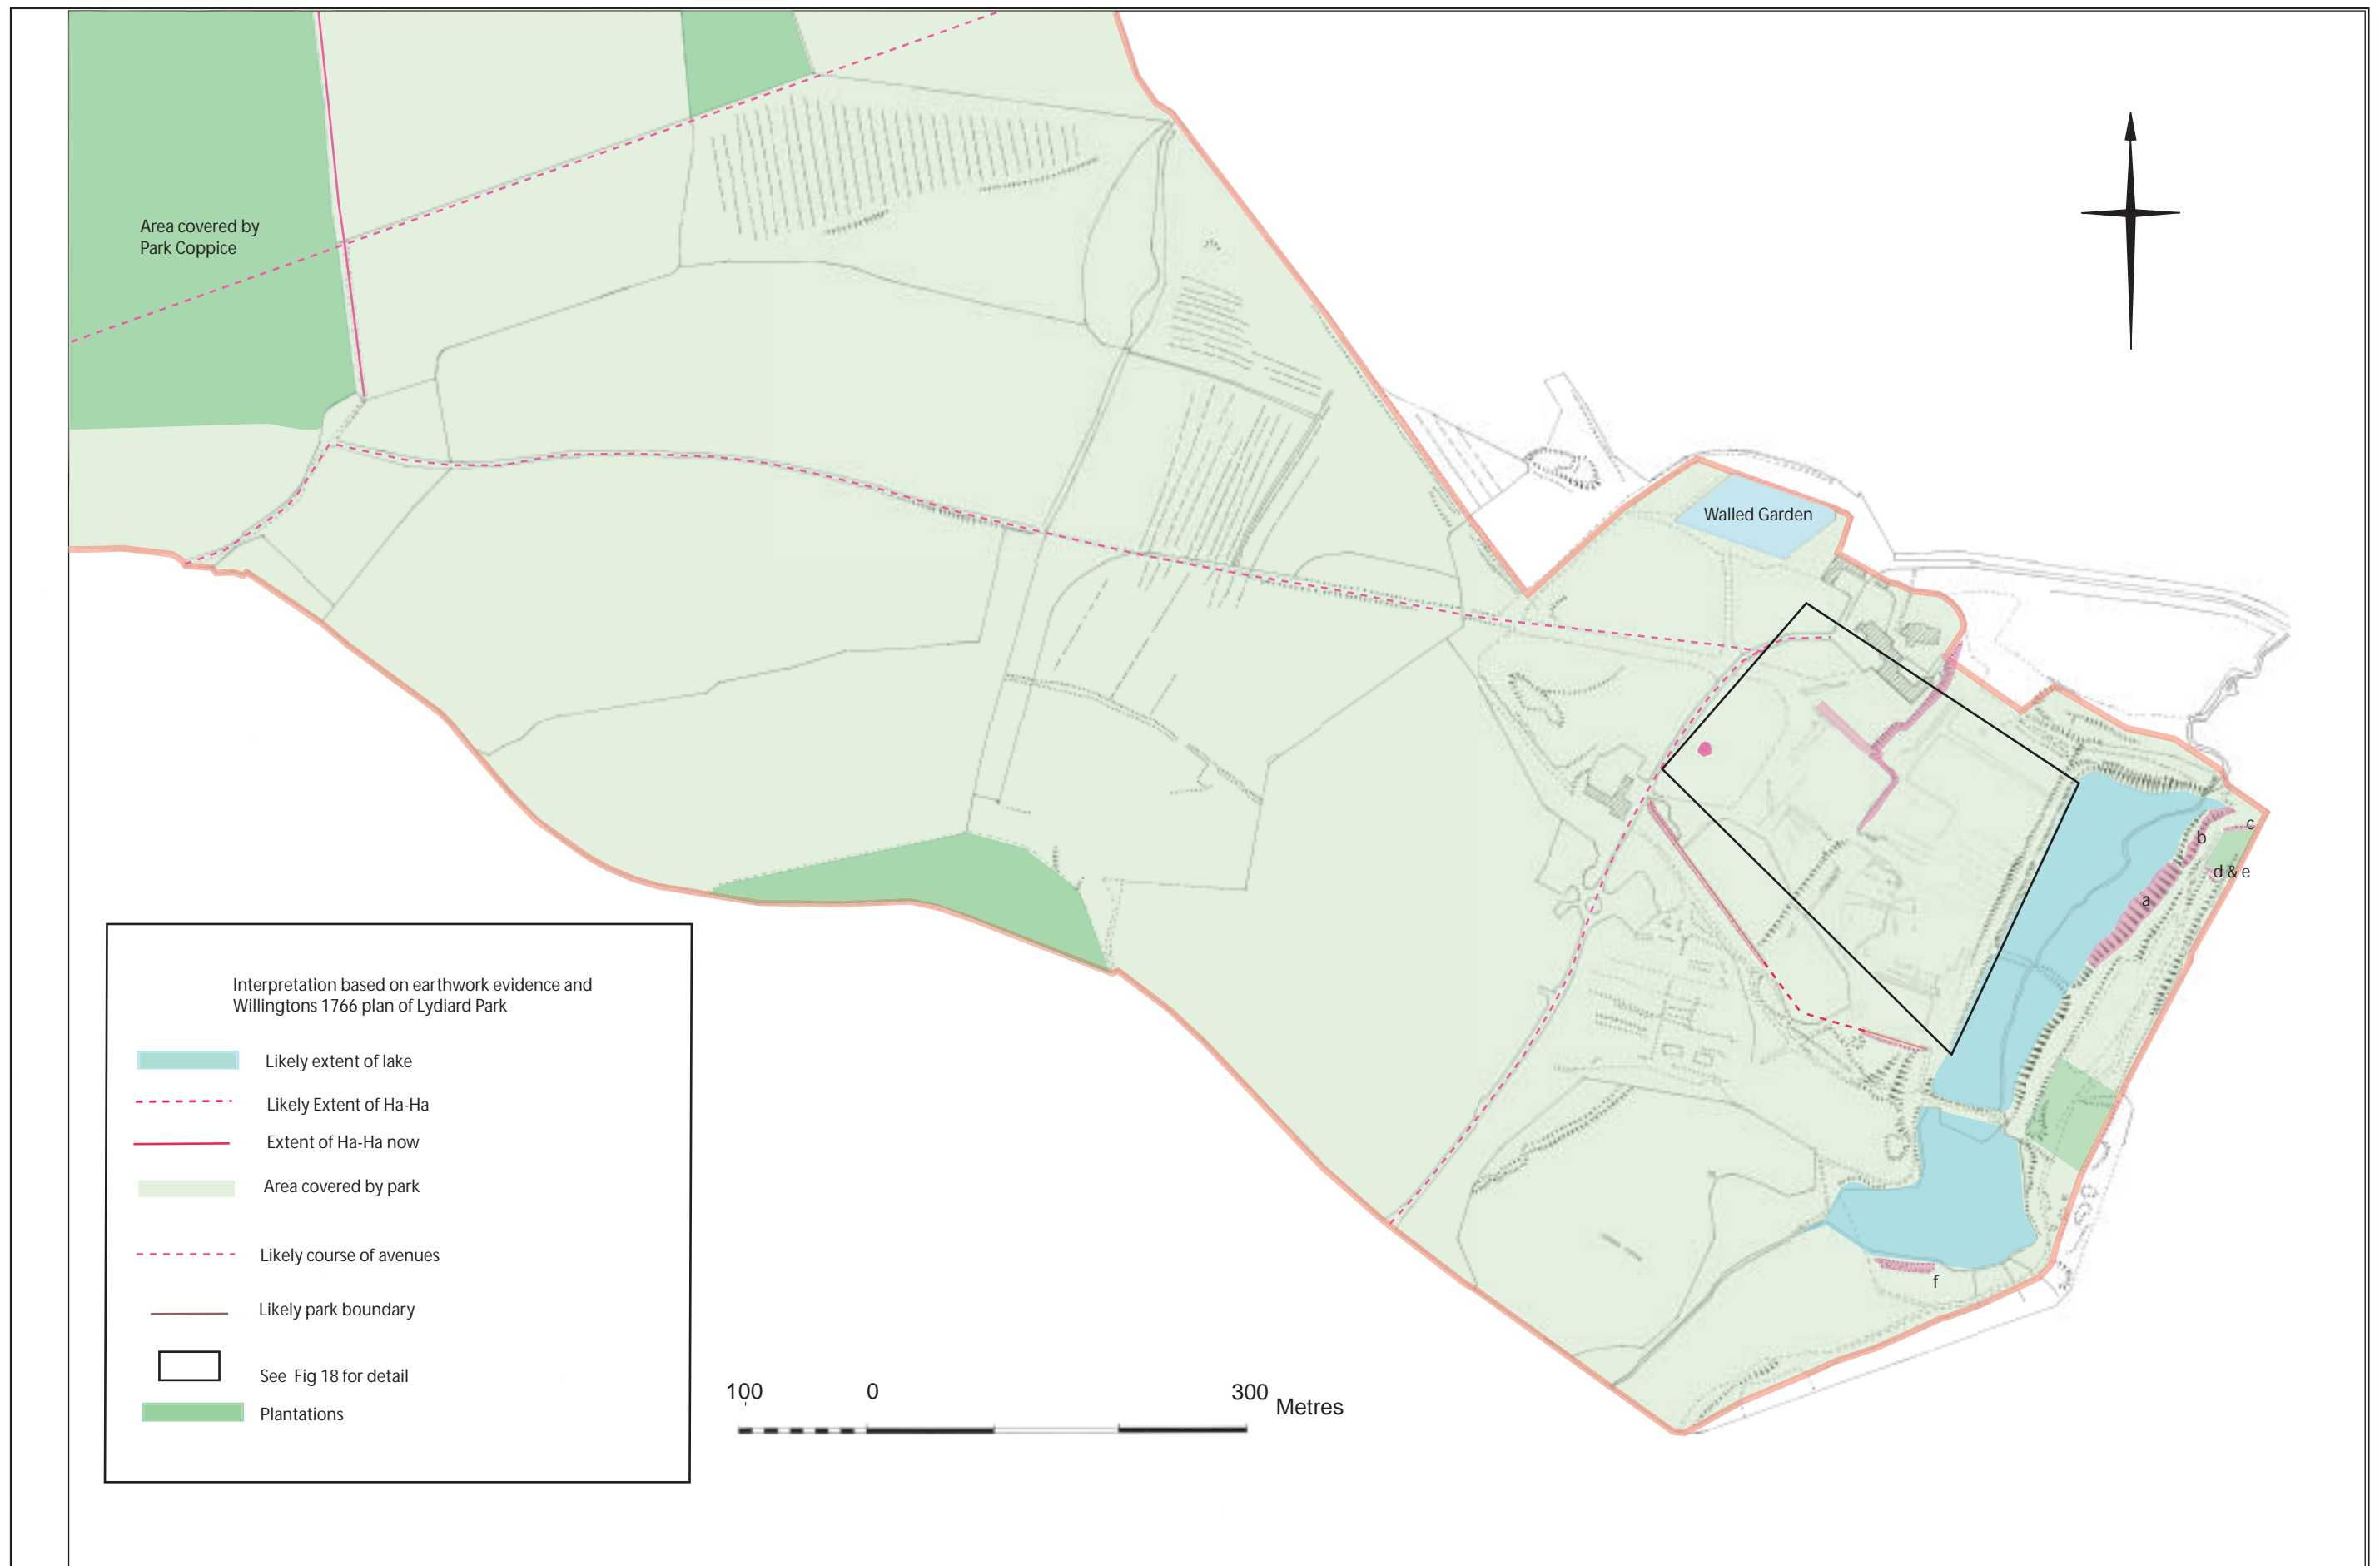 Area covered by
Park Coppice
Walled Garden
b
c
d & e
a
f
Interpretation based on earthwork evidence and
Willingtons 1766 plan of Lydiard Park
Likely extent of lake
Likely Extent of Ha-Ha
Extent of Ha-Ha now
Area covered by park
Likely course of avenues
Likely park boundary
See Fig 18 for detail
Plantations
100 0 300 Metres